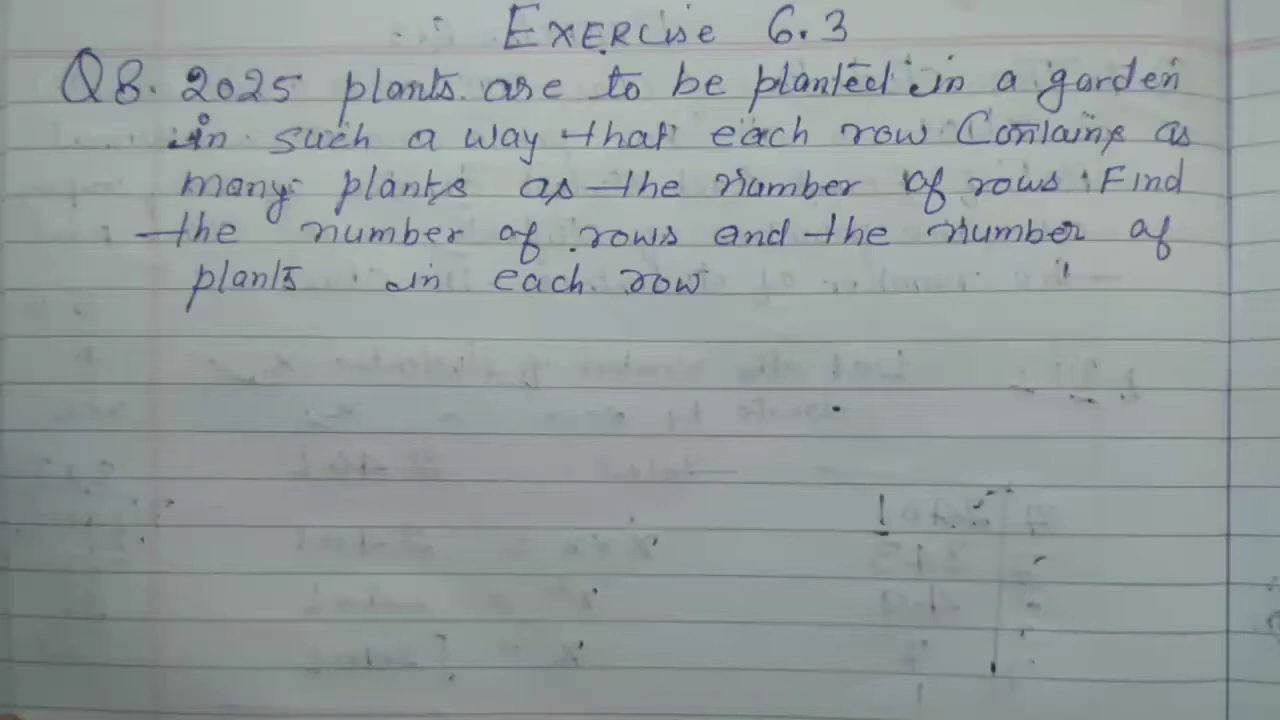 Exercise 6.3
Q8. 2025 plants are to be planted in a garden
in such a way that each row Contains as
many plants as the number of rows. Find
the number of rows and the number of
plants in each row